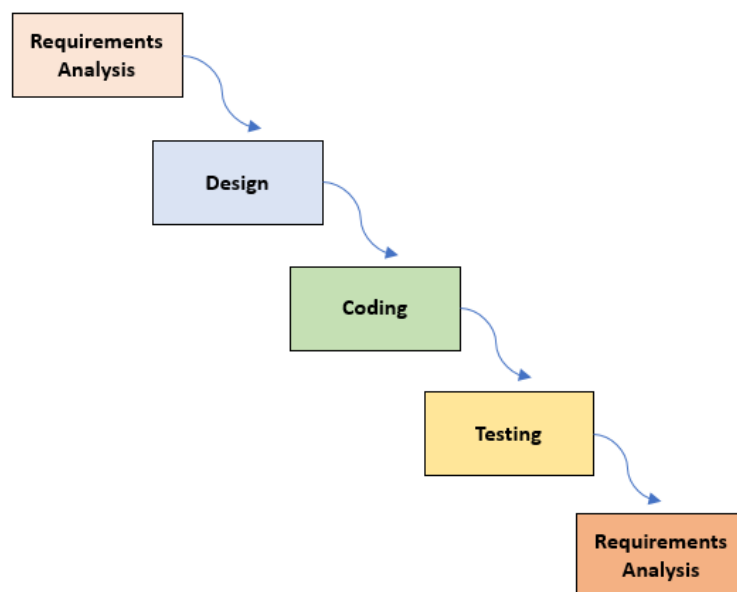 Requirements
Analysis
Design
Coding
Testing
Requirements
Analysis